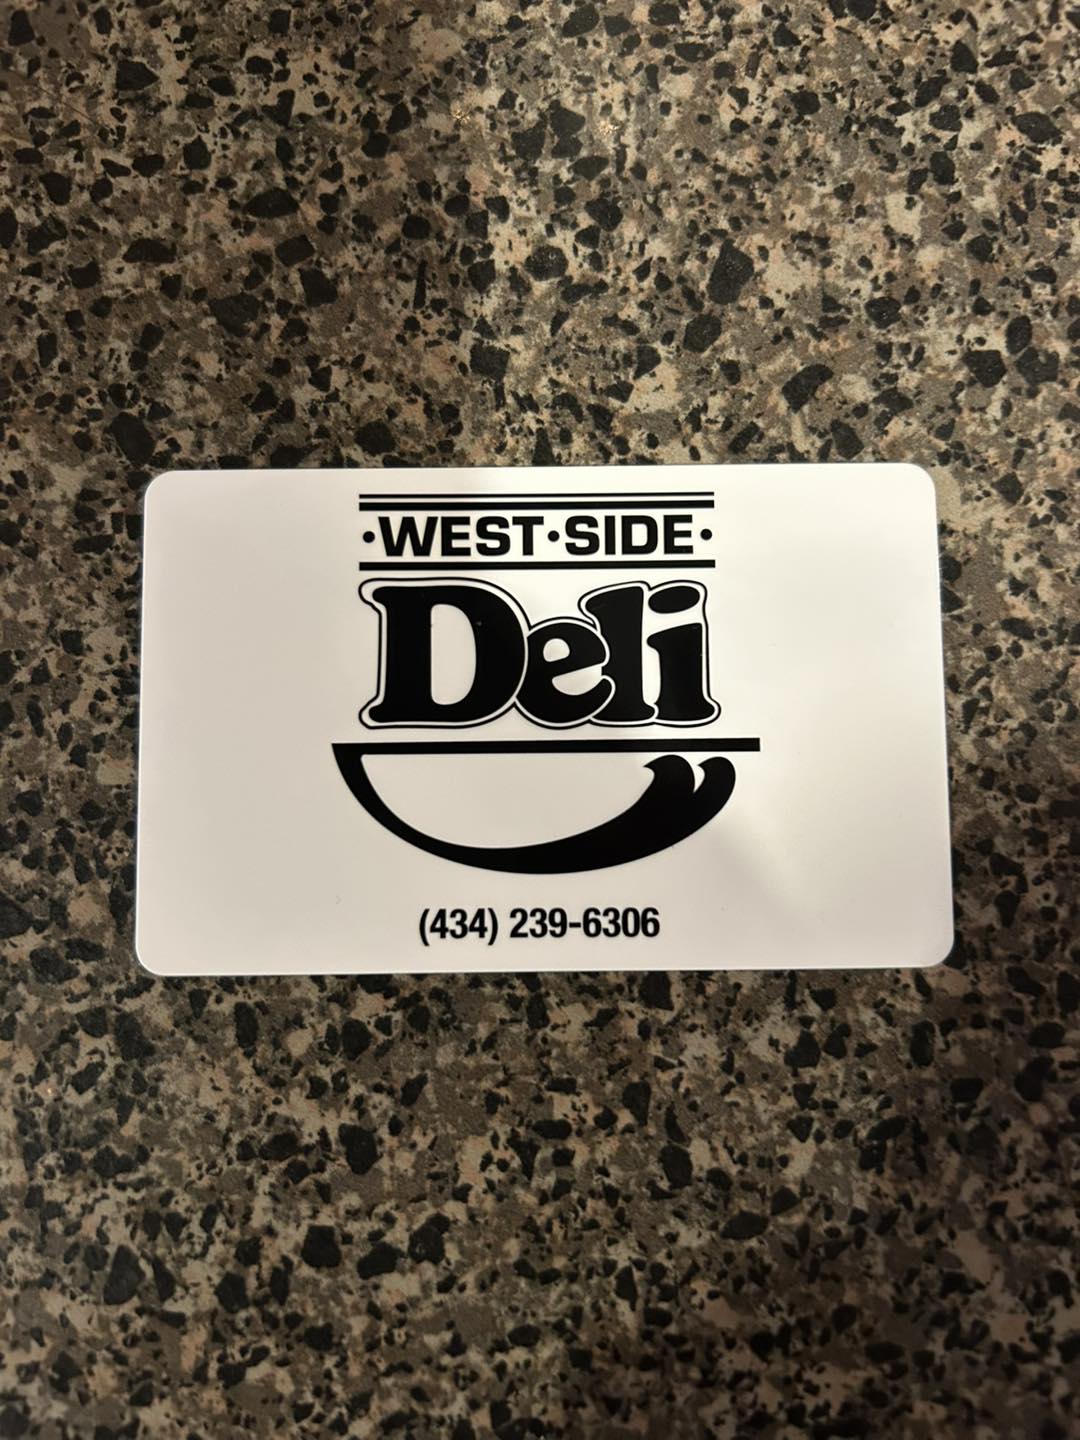 ·WEST·SIDE·
Deli
(434) 239-6306